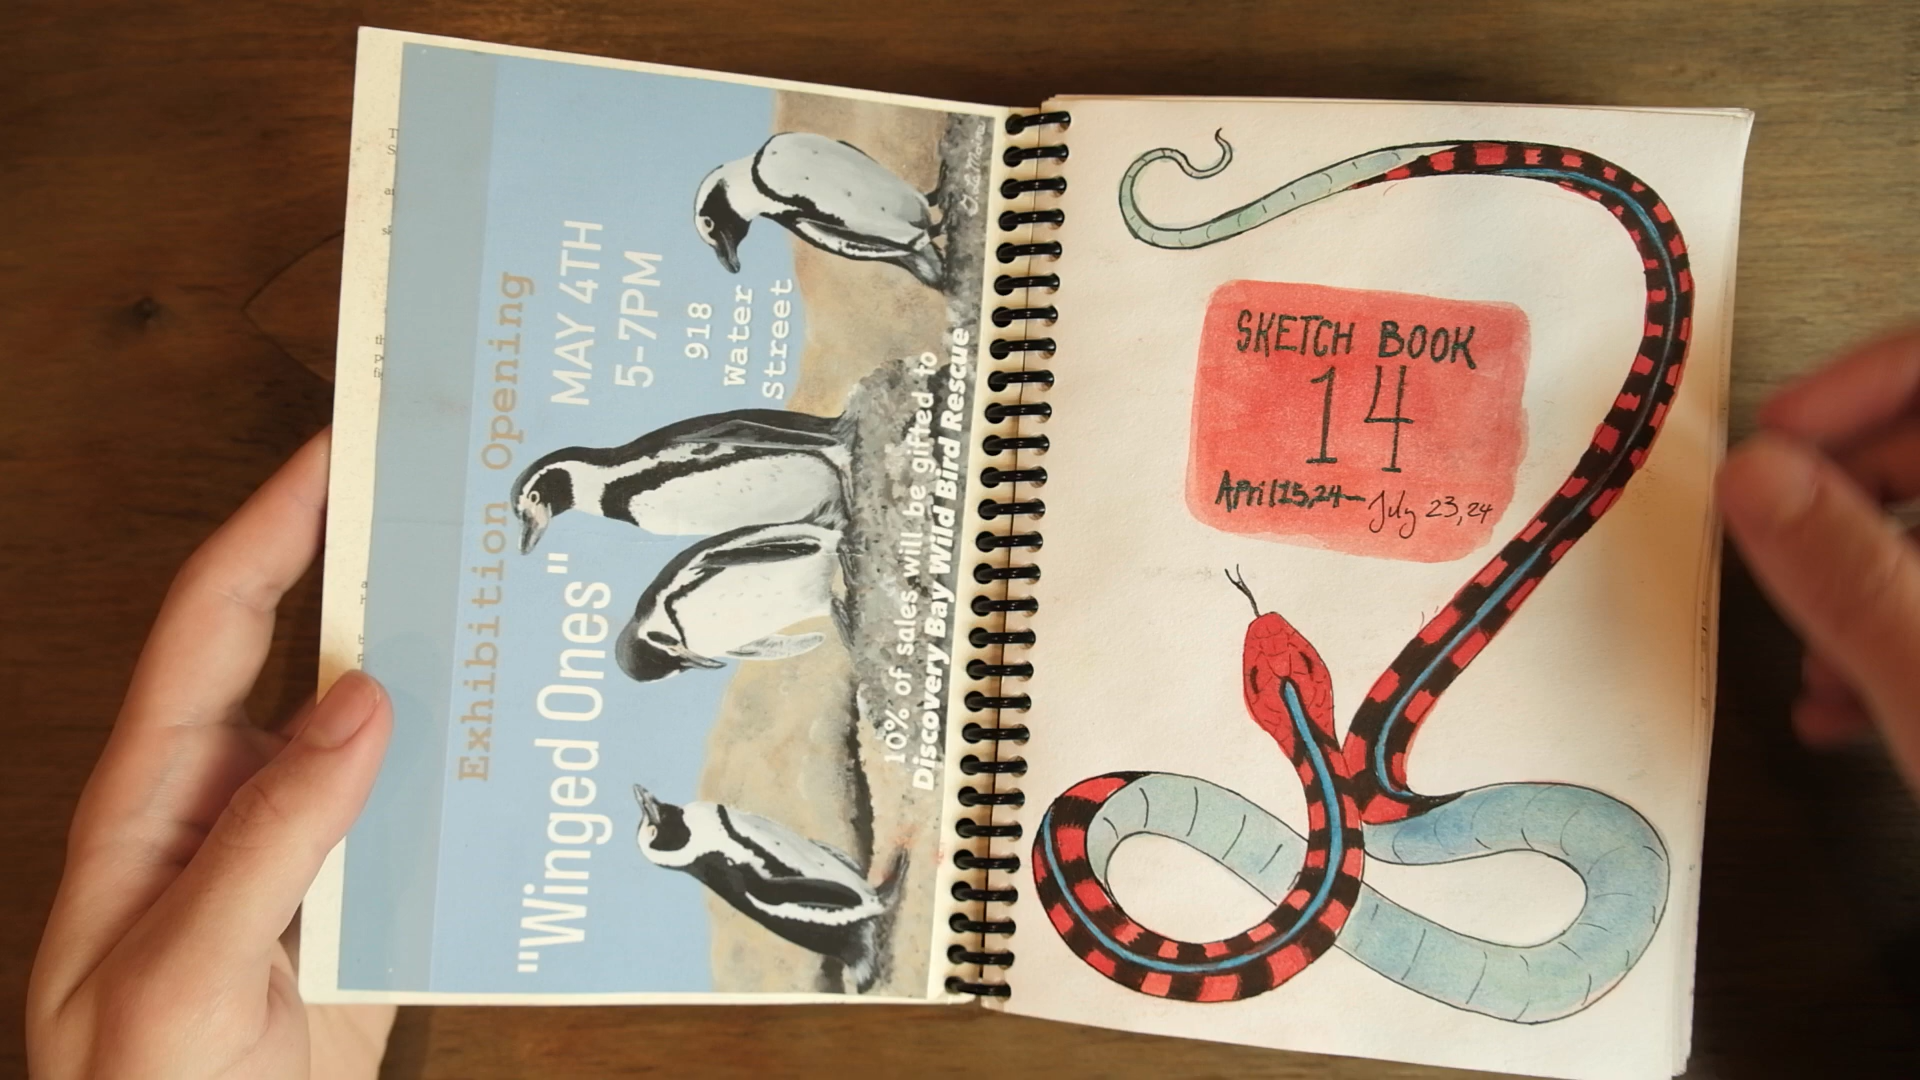 Exhibition Opening
"Winged Ones"
MAY 4TH
5-7PM
918
Water
Street
10% of sales will be gifted to
Discovery Bay Wild Bird Rescue
SKETCH BOOK
14
April 15, 24—
July 23, 24